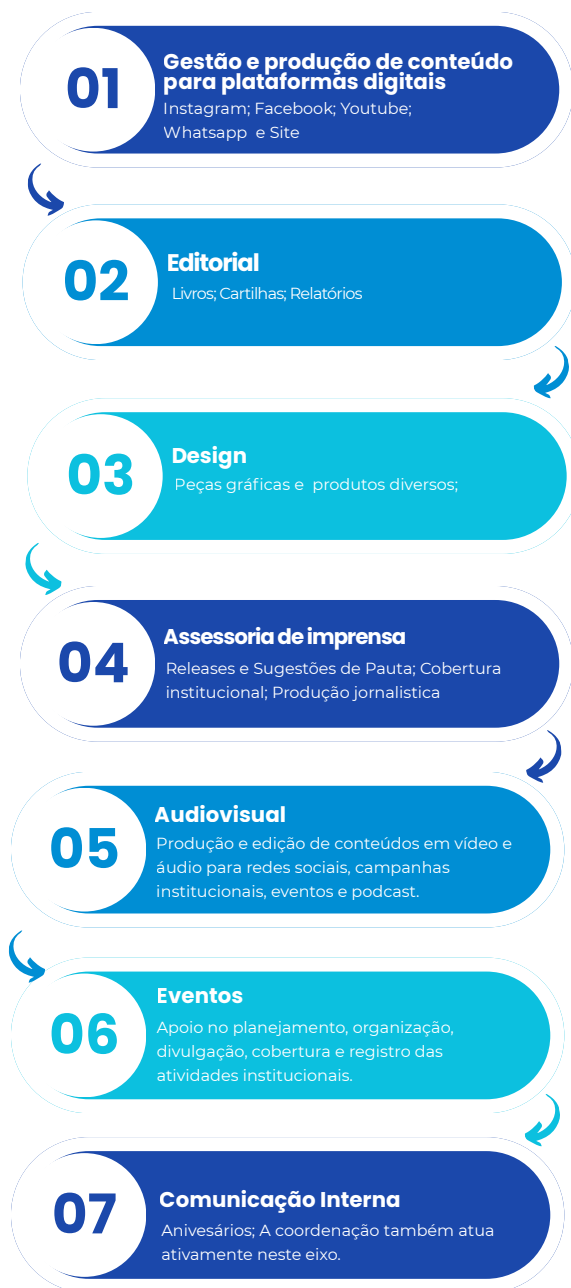 01
Gestão e produção de conteúdo
para plataformas digitais
Instagram; Facebook; Youtube;
Whatsapp e Site
02
Editorial
Livros; Cartilhas; Relatórios
03
Design
Peças gráficas e produtos diversos;
04
Assessoria de imprensa
Releases e Sugestões de Pauta; Cobertura
institucional; Produção jornalistica
05
Audiovisual
Produção e edição de conteúdos em vídeo e
áudio para redes sociais, campanhas
institucionais, eventos e podcast.
06
Eventos
Apoio no planejamento, organização,
divulgação, cobertura e registro das
atividades institucionais.
07
Comunicação Interna
Anivesários; A coordenação também atua
ativamente neste eixo.